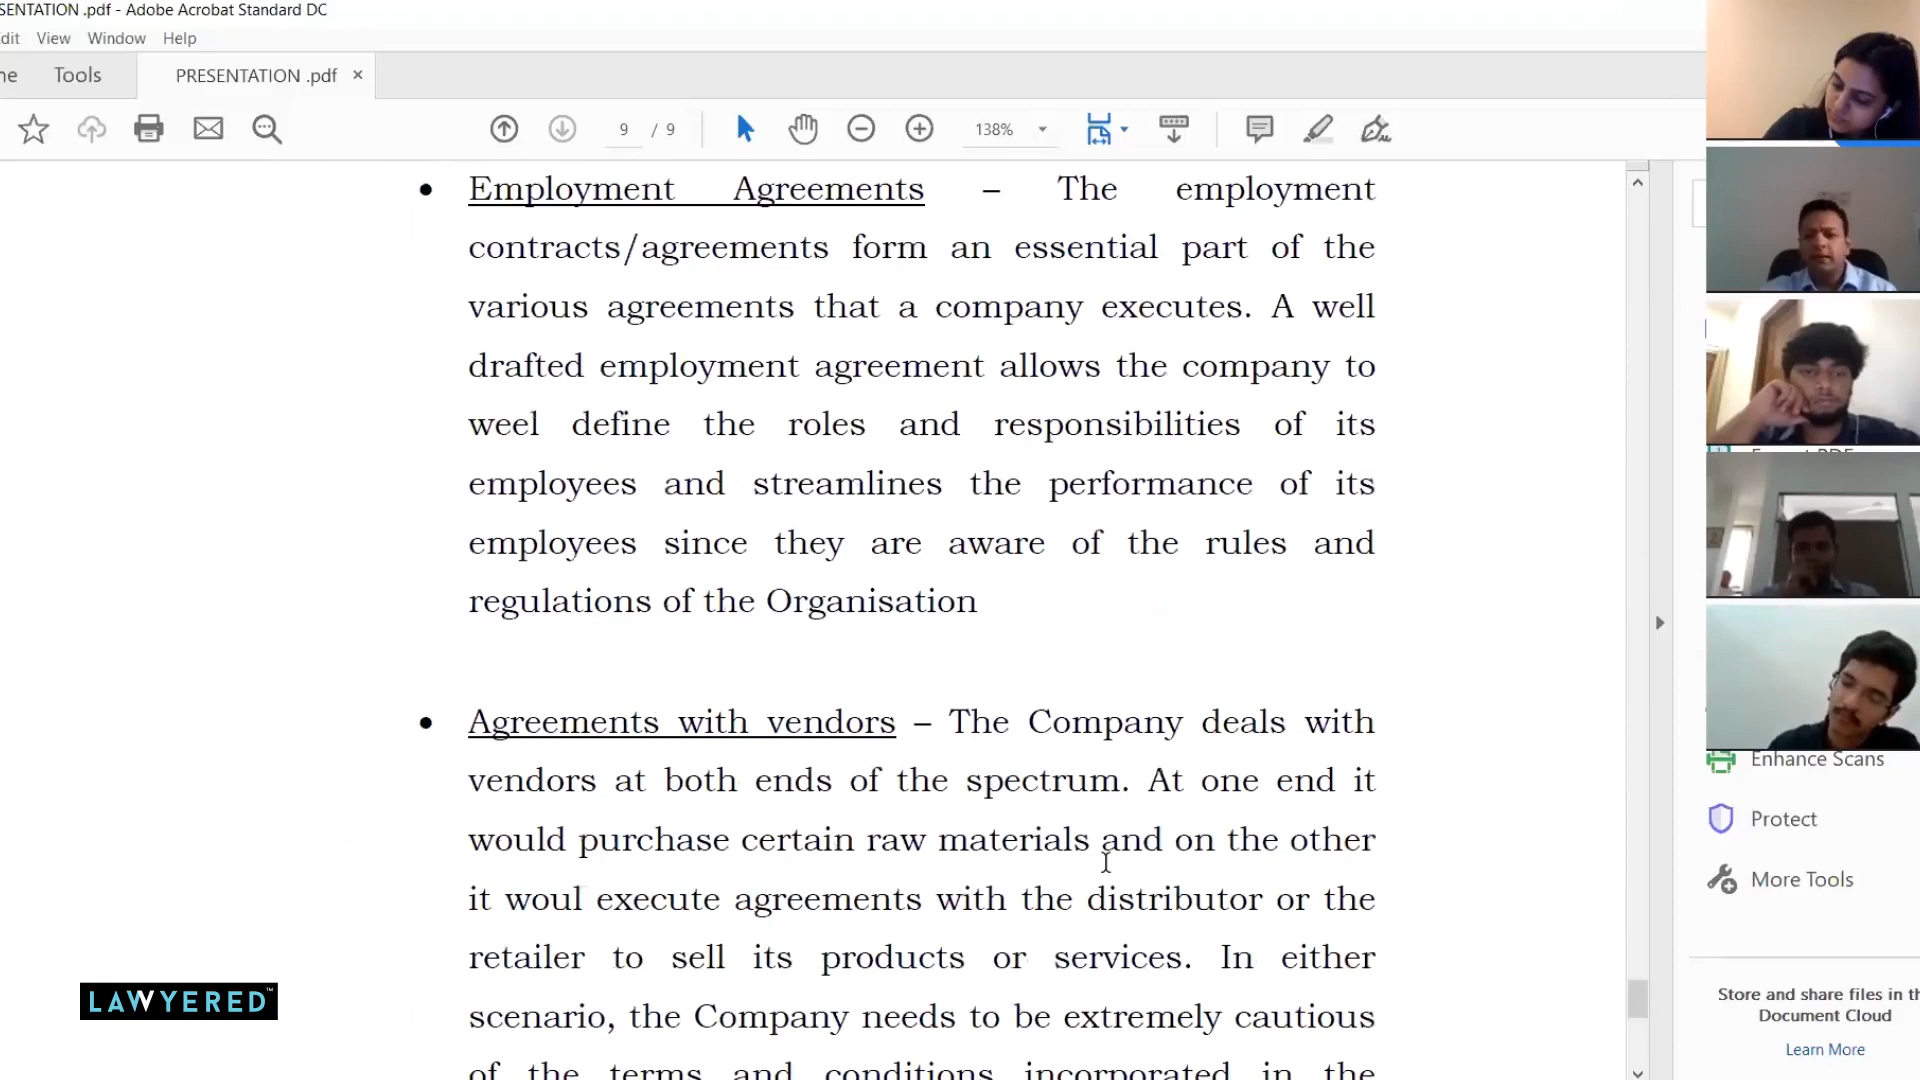 SENTATION .pdf - Adobe Acrobat Standard DC
dit View Window Help
ne Tools PRESENTATION .pdf ×
9 / 9 138%
• Employment Agreements – The employment
contracts/agreements form an essential part of the
various agreements that a company executes. A well
drafted employment agreement allows the company to
weel define the roles and responsibilities of its
employees and streamlines the performance of its
employees since they are aware of the rules and
regulations of the Organisation
• Agreements with vendors – The Company deals with
vendors at both ends of the spectrum. At one end it
would purchase certain raw materials and on the other
it woul execute agreements with the distributor or the
retailer to sell its products or services. In either
scenario, the Company needs to be extremely cautious
of the terms and conditions incorporated in the
Enhance Scans
Protect
More Tools
Store and share files in th
Document Cloud
Learn More
LAWYERED™